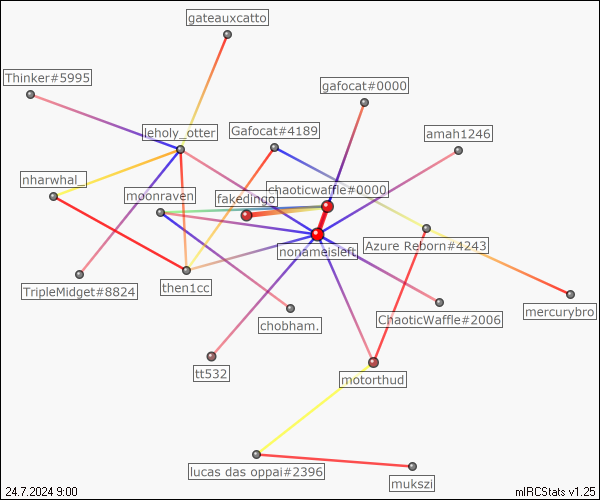 gateauxcatto
Thinker#5995
gafocat#0000
leholy_otter
Gafocat#4189
amah1246
nharwhal_
moonraven
chaoticwaffle#0000
fakedingo
nonameisleft
Azure Reborn#4243
TripleMidget#8824
then1cc
chobham.
ChaoticWaffle#2006
mercurybro
tt532
motorthud
lucas das oppai#2396
mukszi
24.7.2024 9:00
mIRCStats v1.25